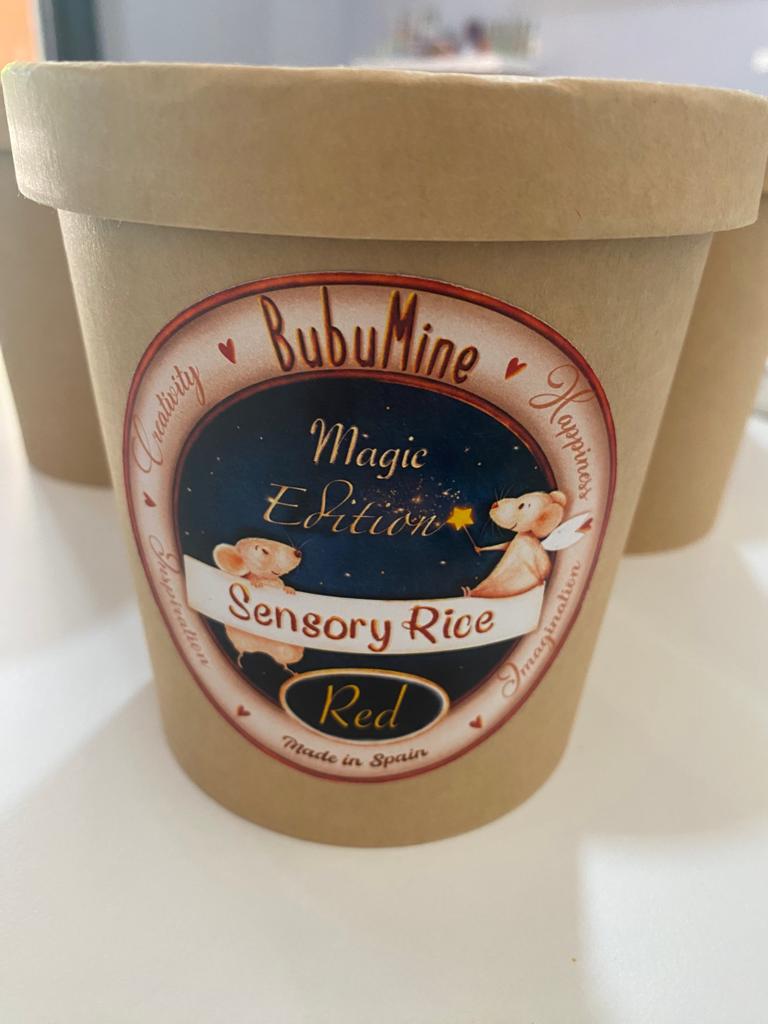 BubuMine
Creativity
Happiness
Magic
Edition
Sensory Rice
Inspiration
Imagination
Red
Made in Spain